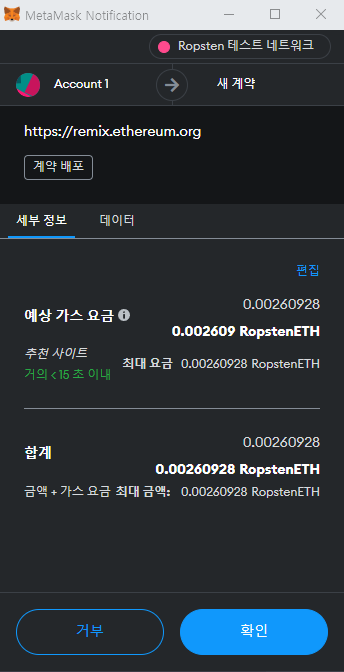 MetaMask Notification
Ropsten 테스트 네트워크
Account 1 새 계약
https://remix.ethereum.org
계약 배포
세부 정보 데이터
편집
0.00260928
예상 가스 요금
0.002609 RopstenETH
추천 사이트
최대 요금 0.00260928 RopstenETH
거의 < 15 초 이내
0.00260928
합계
0.00260928 RopstenETH
금액 + 가스 요금 최대 금액: 0.00260928 RopstenETH
거부 확인